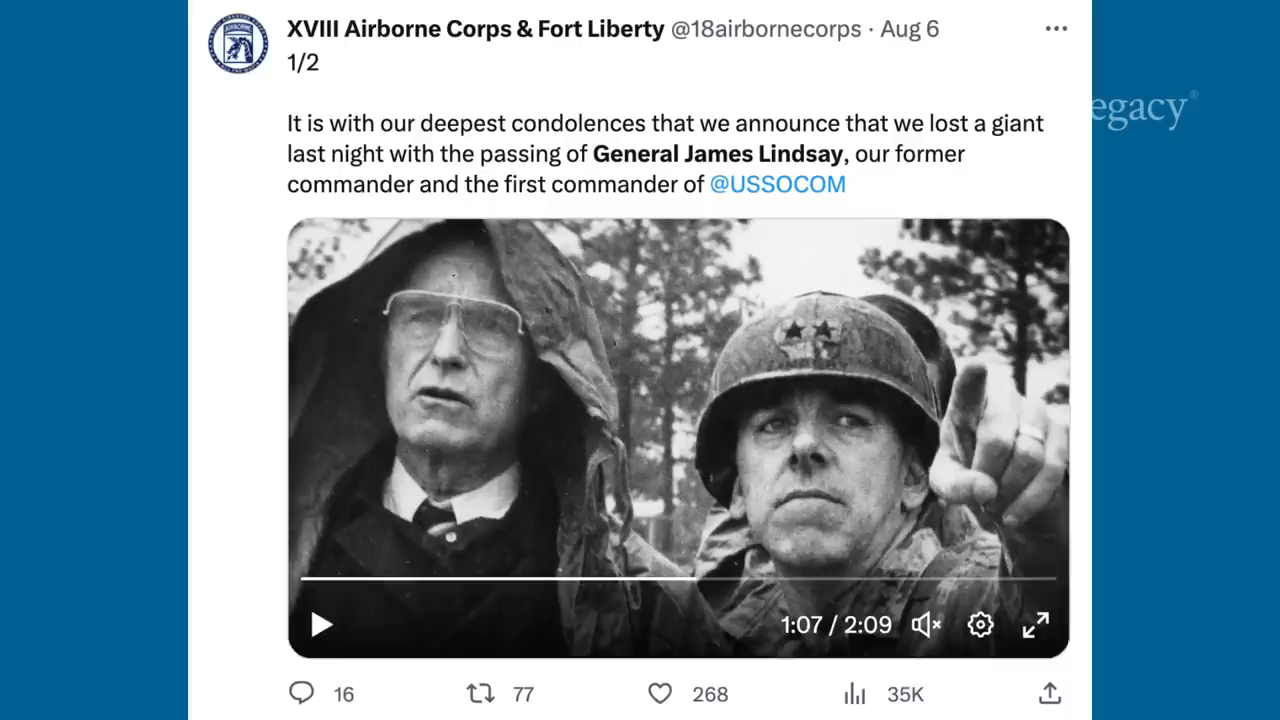 XVIII Airborne Corps & Fort Liberty @18airbornecorps · Aug 6
1/2
egacy®
It is with our deepest condolences that we announce that we lost a giant
last night with the passing of General James Lindsay, our former
commander and the first commander of @USSOCOM
1:07 / 2:09
16 77 268 35K